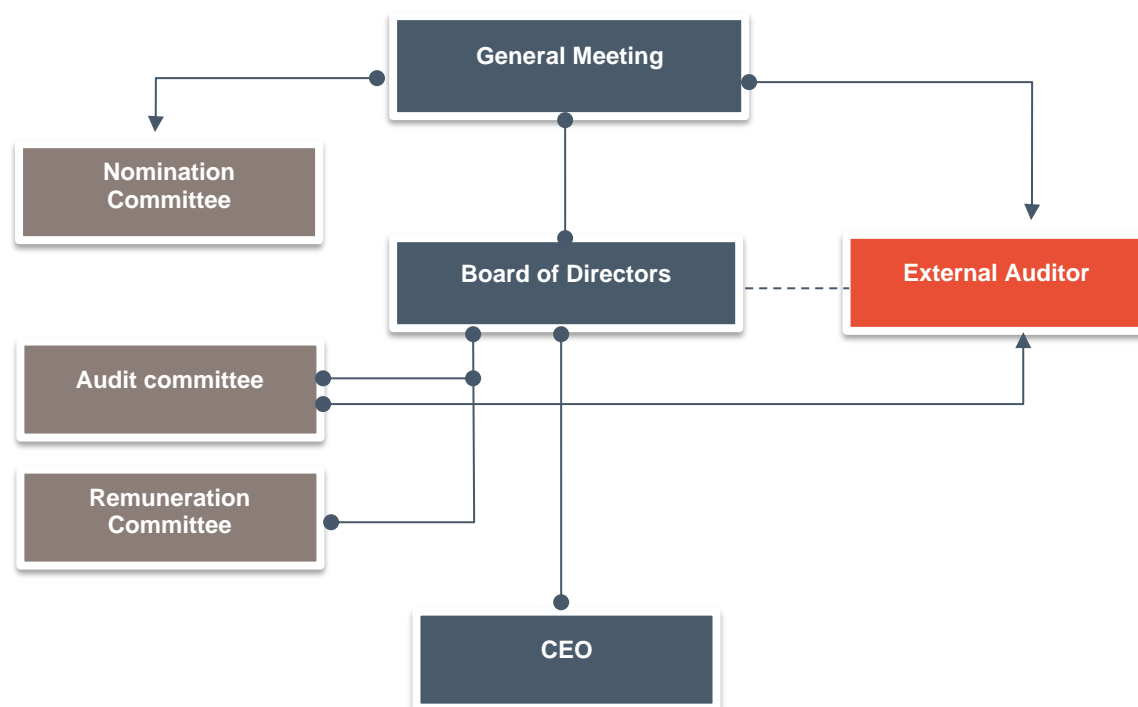 General Meeting
Nomination
Committee
Board of Directors
External Auditor
Audit committee
Remuneration
Committee
CEO